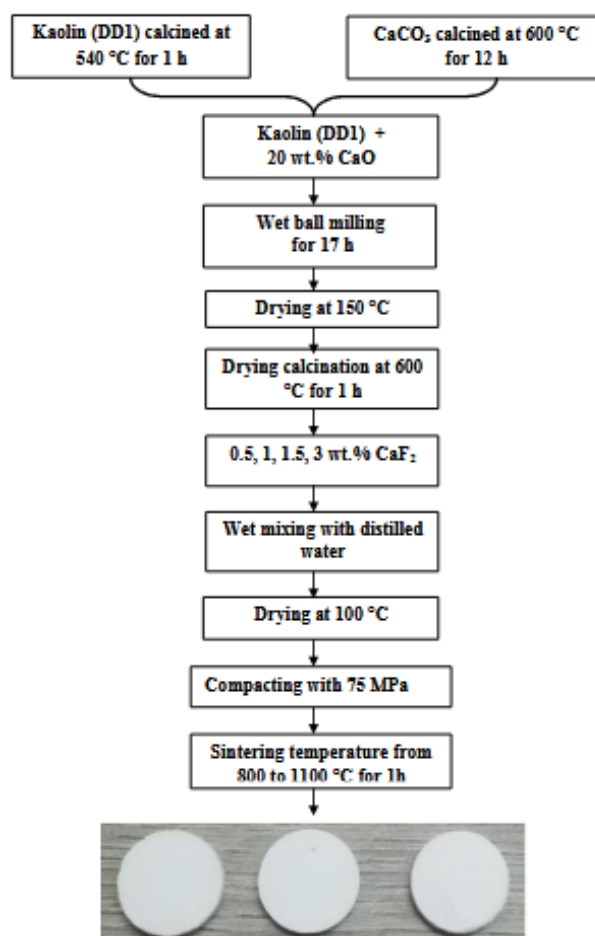 Kaolin (DD1) calcined at
540 °C for 1 h
CaCO₃ calcined at 600 °C
for 12 h
Kaolin (DD1) +
20 wt.% CaO
Wet ball milling
for 17 h
Drying at 150 °C
Drying calcination at 600
°C for 1 h
0.5, 1, 1.5, 3 wt.% CaF₂
Wet mixing with distilled
water
Drying at 100 °C
Compacting with 75 MPa
Sintering temperature from
800 to 1100 °C for 1h